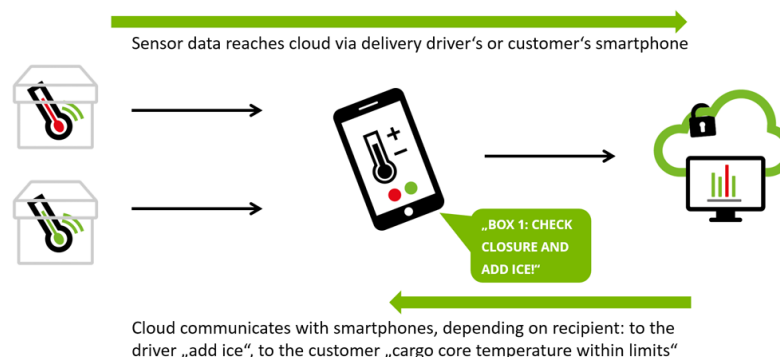 Sensor data reaches cloud via delivery driver‘s or customer‘s smartphone
„BOX 1: CHECK
CLOSURE AND
ADD ICE!“
Cloud communicates with smartphones, depending on recipient: to the
driver „add ice“, to the customer „cargo core temperature within limits“